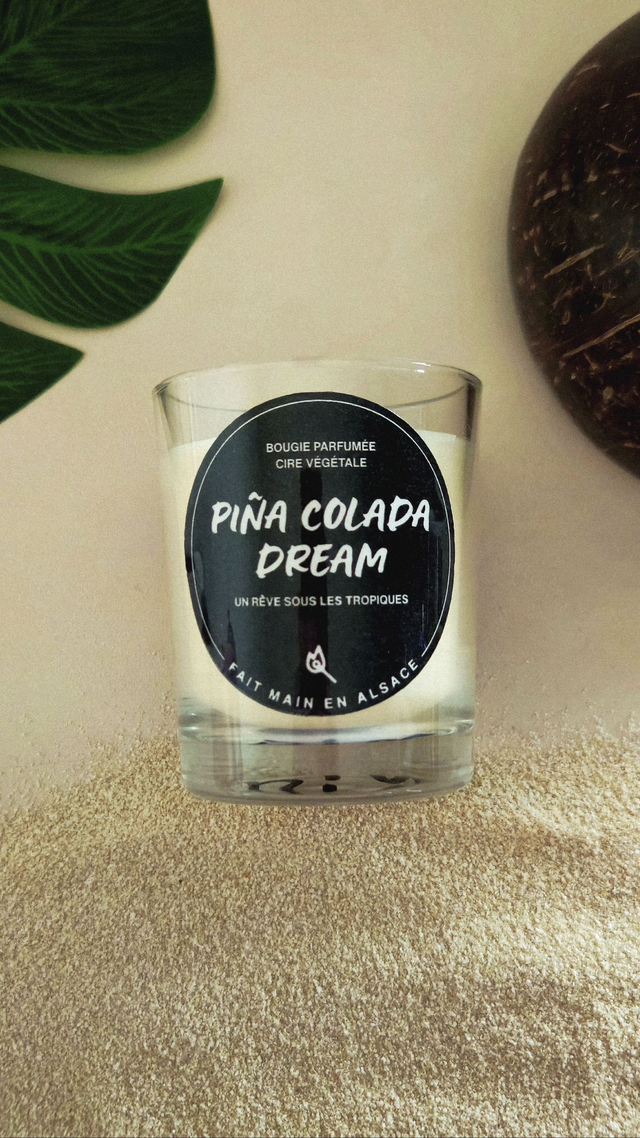 BOUGIE PARFUMÉE
CIRE VÉGÉTALE
PIÑA COLADA
DREAM
UN RÊVE SOUS LES TROPIQUES
FAIT MAIN EN ALSACE